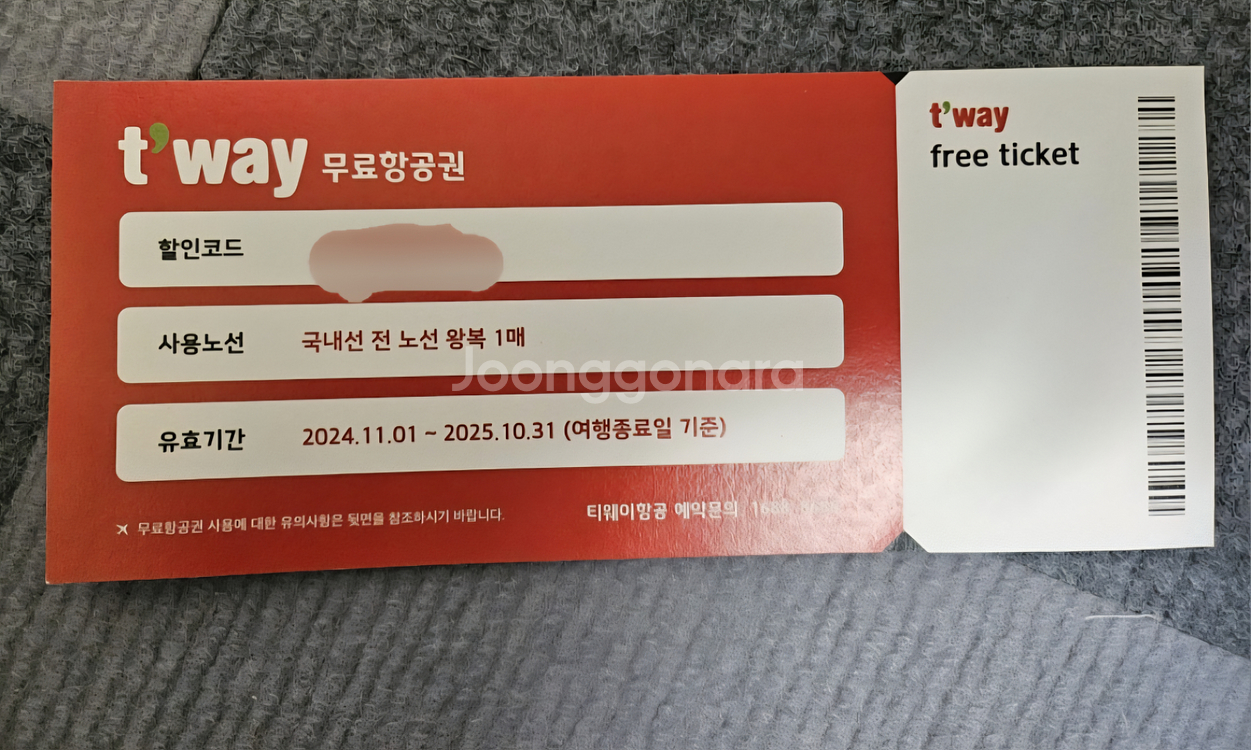 t'way 무료항공권
할인코드
사용노선 국내선 전 노선 왕복 1매
유효기간 2024.11.01 ~ 2025.10.31 (여행종료일 기준)
무료항공권 사용에 대한 유의사항은 뒷면을 참조하시기 바랍니다.
티웨이항공 예약문의 1688
t'way
free ticket
Joonggonara